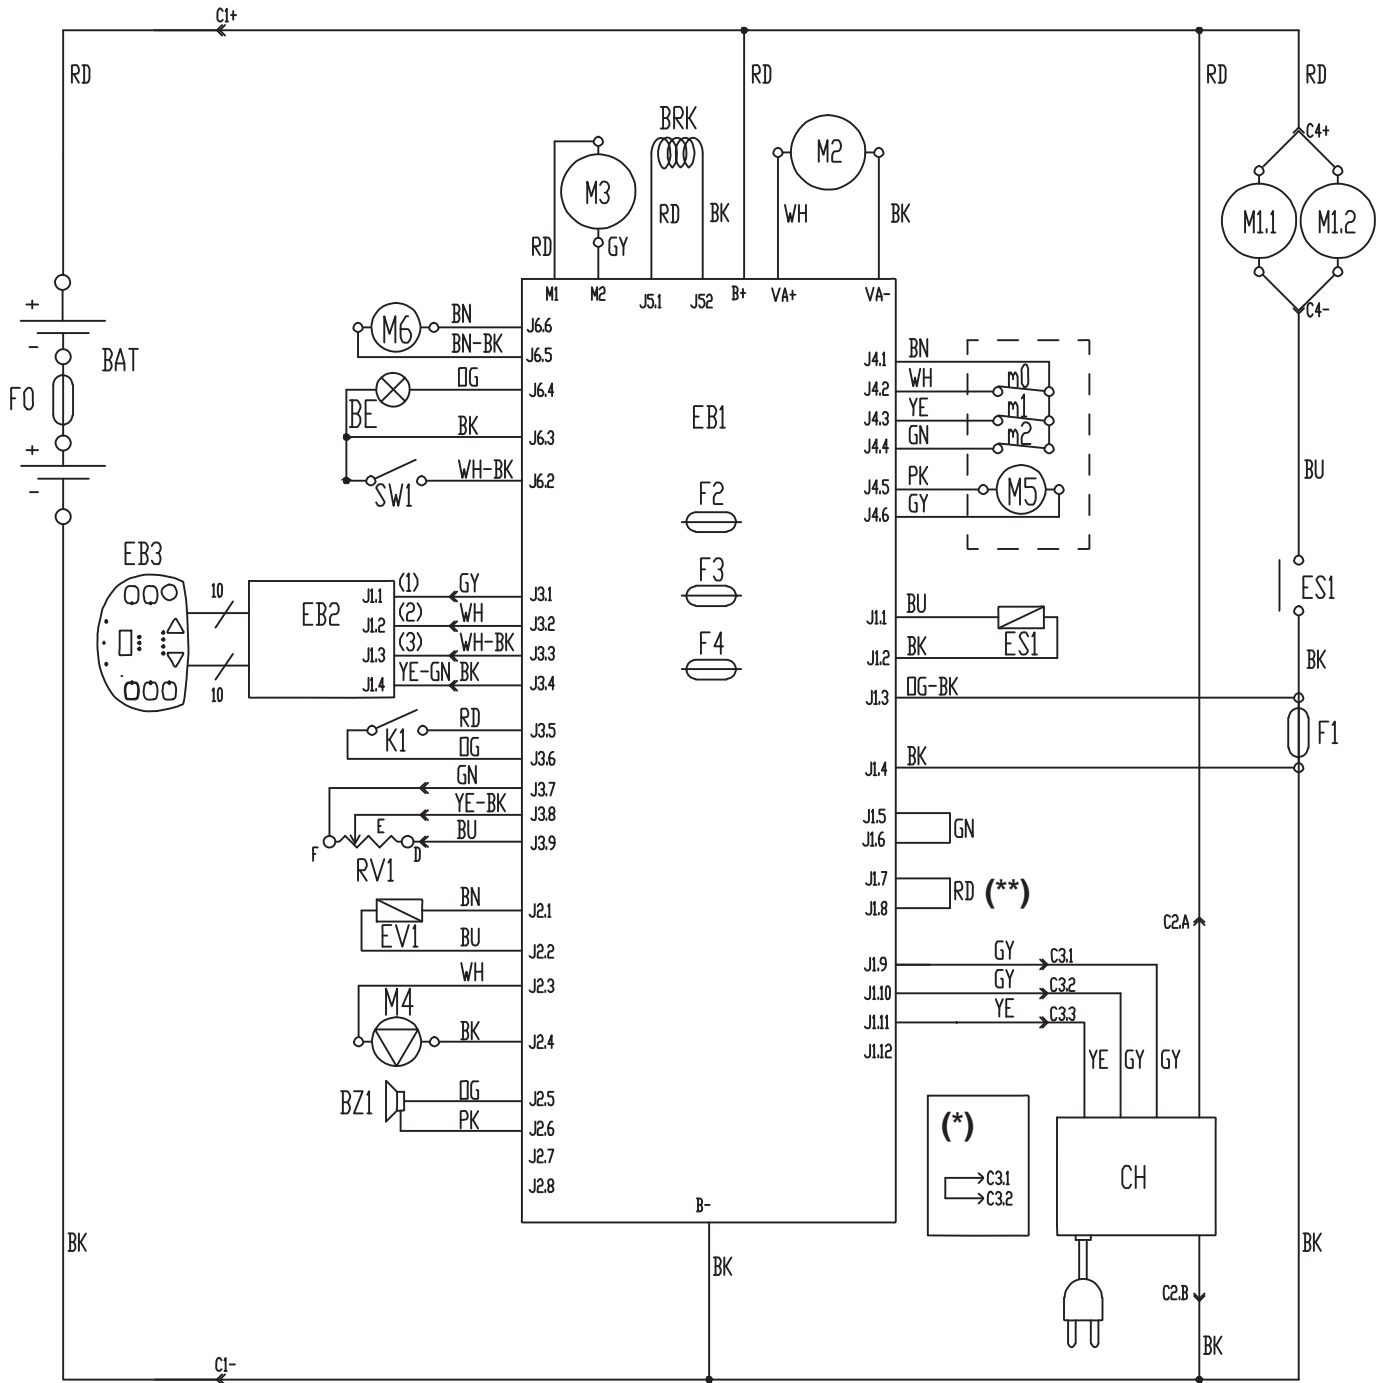 C1+
RD
RD
RD
RD
BRK
C4+
M3
M2
M1.1
M1.2
RD
BK
WH
BK
RD
GY
M1
M2
J5.1
J52
B+
VA+
VA-
C4-
+
-
BAT
F0
+
-
M6
BN
J6.6
BN-BK
J6.5
OG
J6.4
BE
BK
J6.3
WH-BK
J6.2
SW1
EB1
F2
F3
F4
J4.1
BN
J4.2
WH
m0
J4.3
YE
m1
J4.4
GN
m2
J4.5
PK
M5
J4.6
GY
BU
ES1
BK
EB3
10
10
EB2
J1.1
(1)
GY
J3.1
J1.2
(2)
WH
J3.2
J1.3
(3)
WH-BK
J3.3
J1.4
YE-GN
BK
J3.4
J1.1
BU
ES1
J1.2
BK
J1.3
OG-BK
F1
J1.4
BK
K1
RD
J3.5
OG
J3.6
GN
J3.7
YE-BK
J3.8
E
BU
J3.9
F
D
RV1
J1.5
GN
J1.6
J1.7
RD (**)
J1.8
BN
J2.1
EV1
BU
J2.2
WH
J2.3
M4
BK
J2.4
BZ1
OG
J2.5
PK
J2.6
J2.7
J2.8
C2.A
J1.9
GY
C3.1
J1.10
GY
C3.2
J1.11
YE
C3.3
J1.12
YE
GY
GY
(*)
C3.1
C3.2
CH
B-
BK
BK
BK
C2.B
BK
C1-